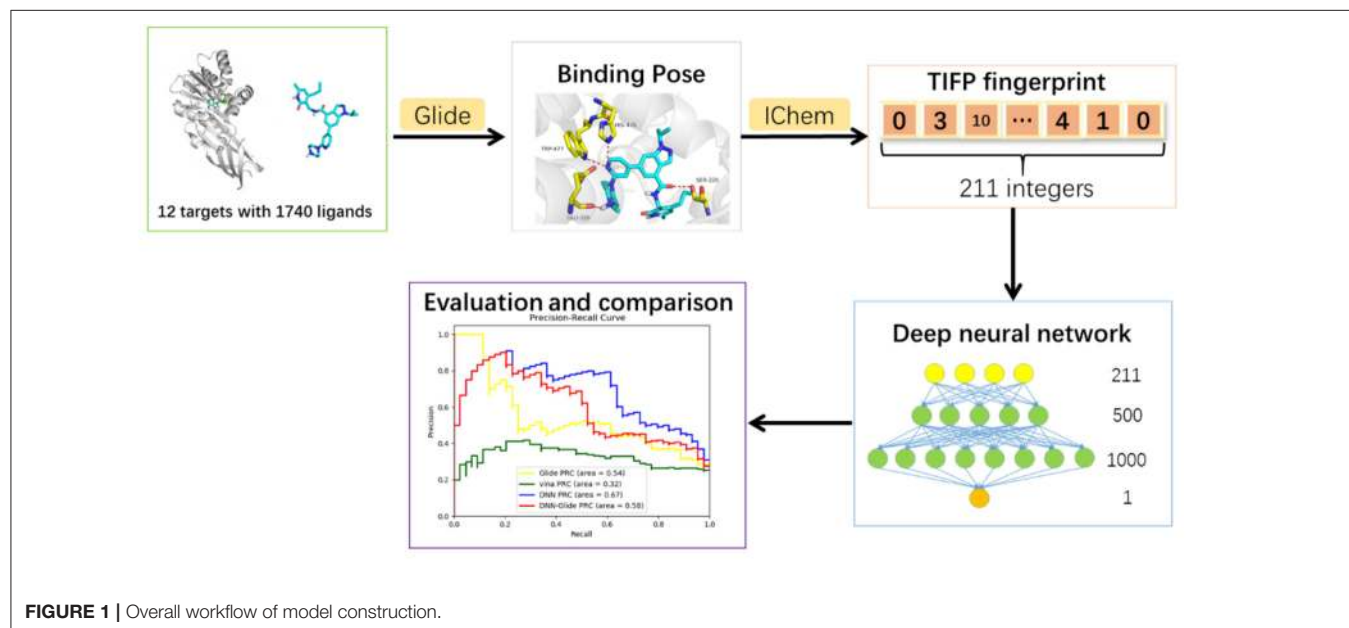 12 targets with 1740 ligands
Glide
Binding Pose
TRP-477
SER-226
IChem
TIFP fingerprint
0 3 10 ... 4 1 0
211 integers
Deep neural network
211
500
1000
1
Evaluation and comparison
Precision-Recall Curve
Precision
1.0
0.8
0.6
0.4
0.2
0.0
Glide PRC (area = 0.54)
vina PRC (area = 0.32)
DNN PRC (area = 0.67)
DNN-Glide PRC (area = 0.58)
0.0 0.2 0.4 0.6 0.8 1.0
Recall
FIGURE 1 | Overall workflow of model construction.